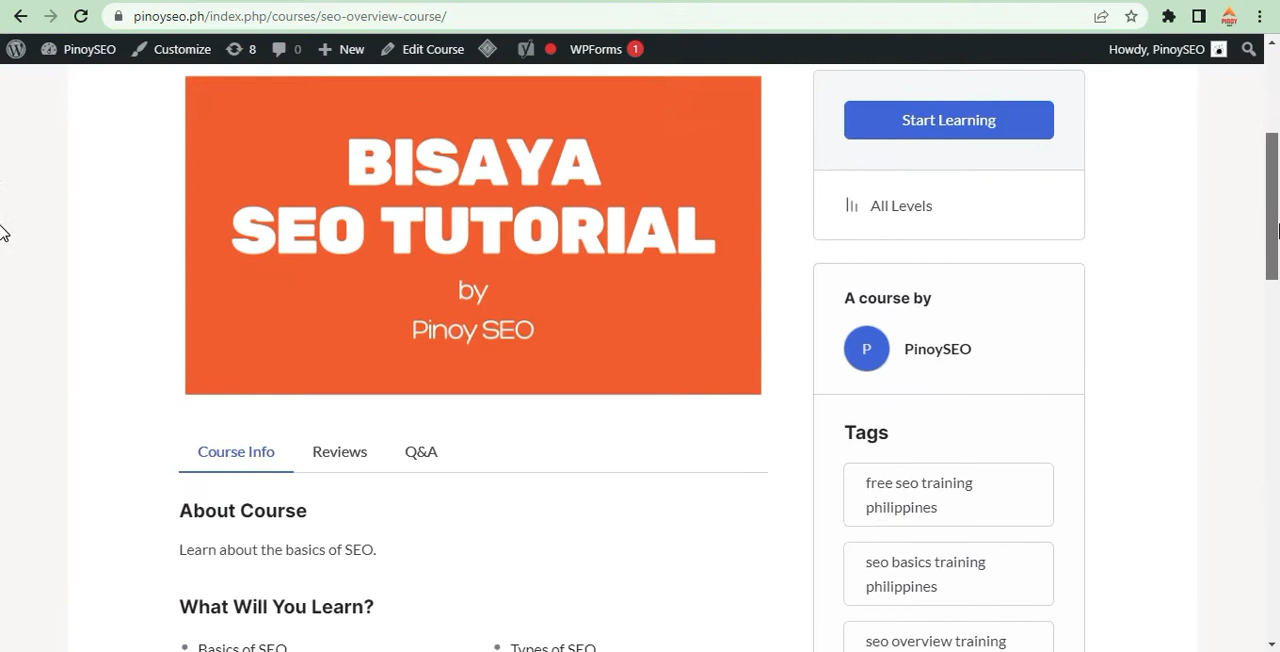 pinoyseo.ph/index.php/courses/seo-overview-course/
PinoySEO Customize 8 0 New Edit Course WPForms 1 Howdy, PinoySEO
BISAYA
SEO TUTORIAL
by
Pinoy SEO
Start Learning
All Levels
A course by
P PinoySEO
Tags
free seo training
philippines
seo basics training
philippines
seo overview training
Course Info Reviews Q&A
About Course
Learn about the basics of SEO.
What Will You Learn?
Basics of SEO Types of SEO